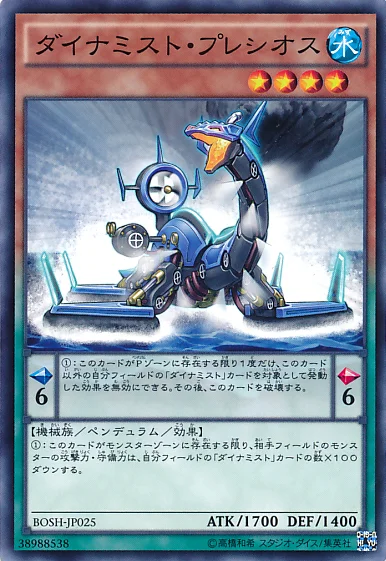 ダイナミスト・プレシオス
水
①:このカードがPゾーンに存在する限り1度だけ、このカード
以外の自分フィールドの「ダイナミスト」カードを対象として発動
した効果を無効にできる。その後、このカードを破壊する。
6
6
【機械族/ペンデュラム/効果】
①:このカードがモンスターゾーンに存在する限り、相手フィールドのモンス
ターの攻撃力・守備力は、自分フィールドの「ダイナミスト」カードの数×100
ダウンする。
BOSH-JP025
ATK/1700 DEF/1400
38988538
©高橋和希 スタジオ・ダイス/集英社